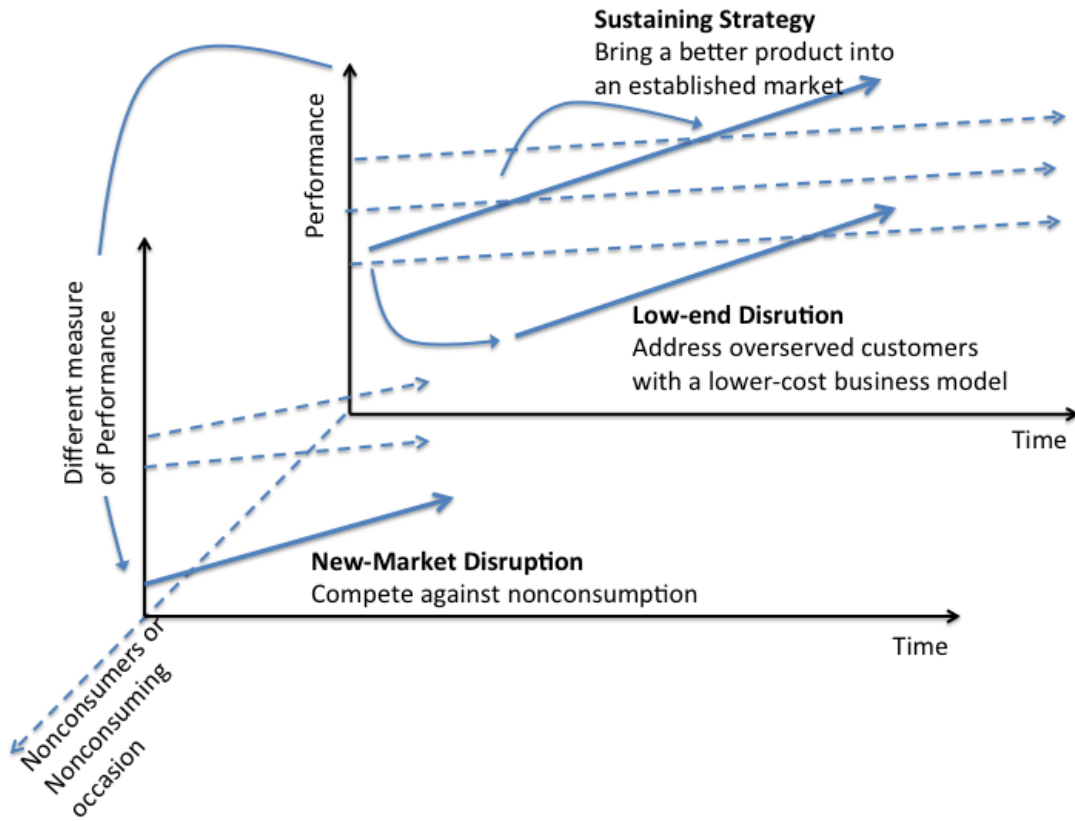 Sustaining Strategy
Bring a better product into
an established market
Performance
Low-end Disrution
Address overserved customers
with a lower-cost business model
Time
Different measure
of Performance
New-Market Disruption
Compete against nonconsumption
Time
Nonconsumers or
Nonconsuming
occasion